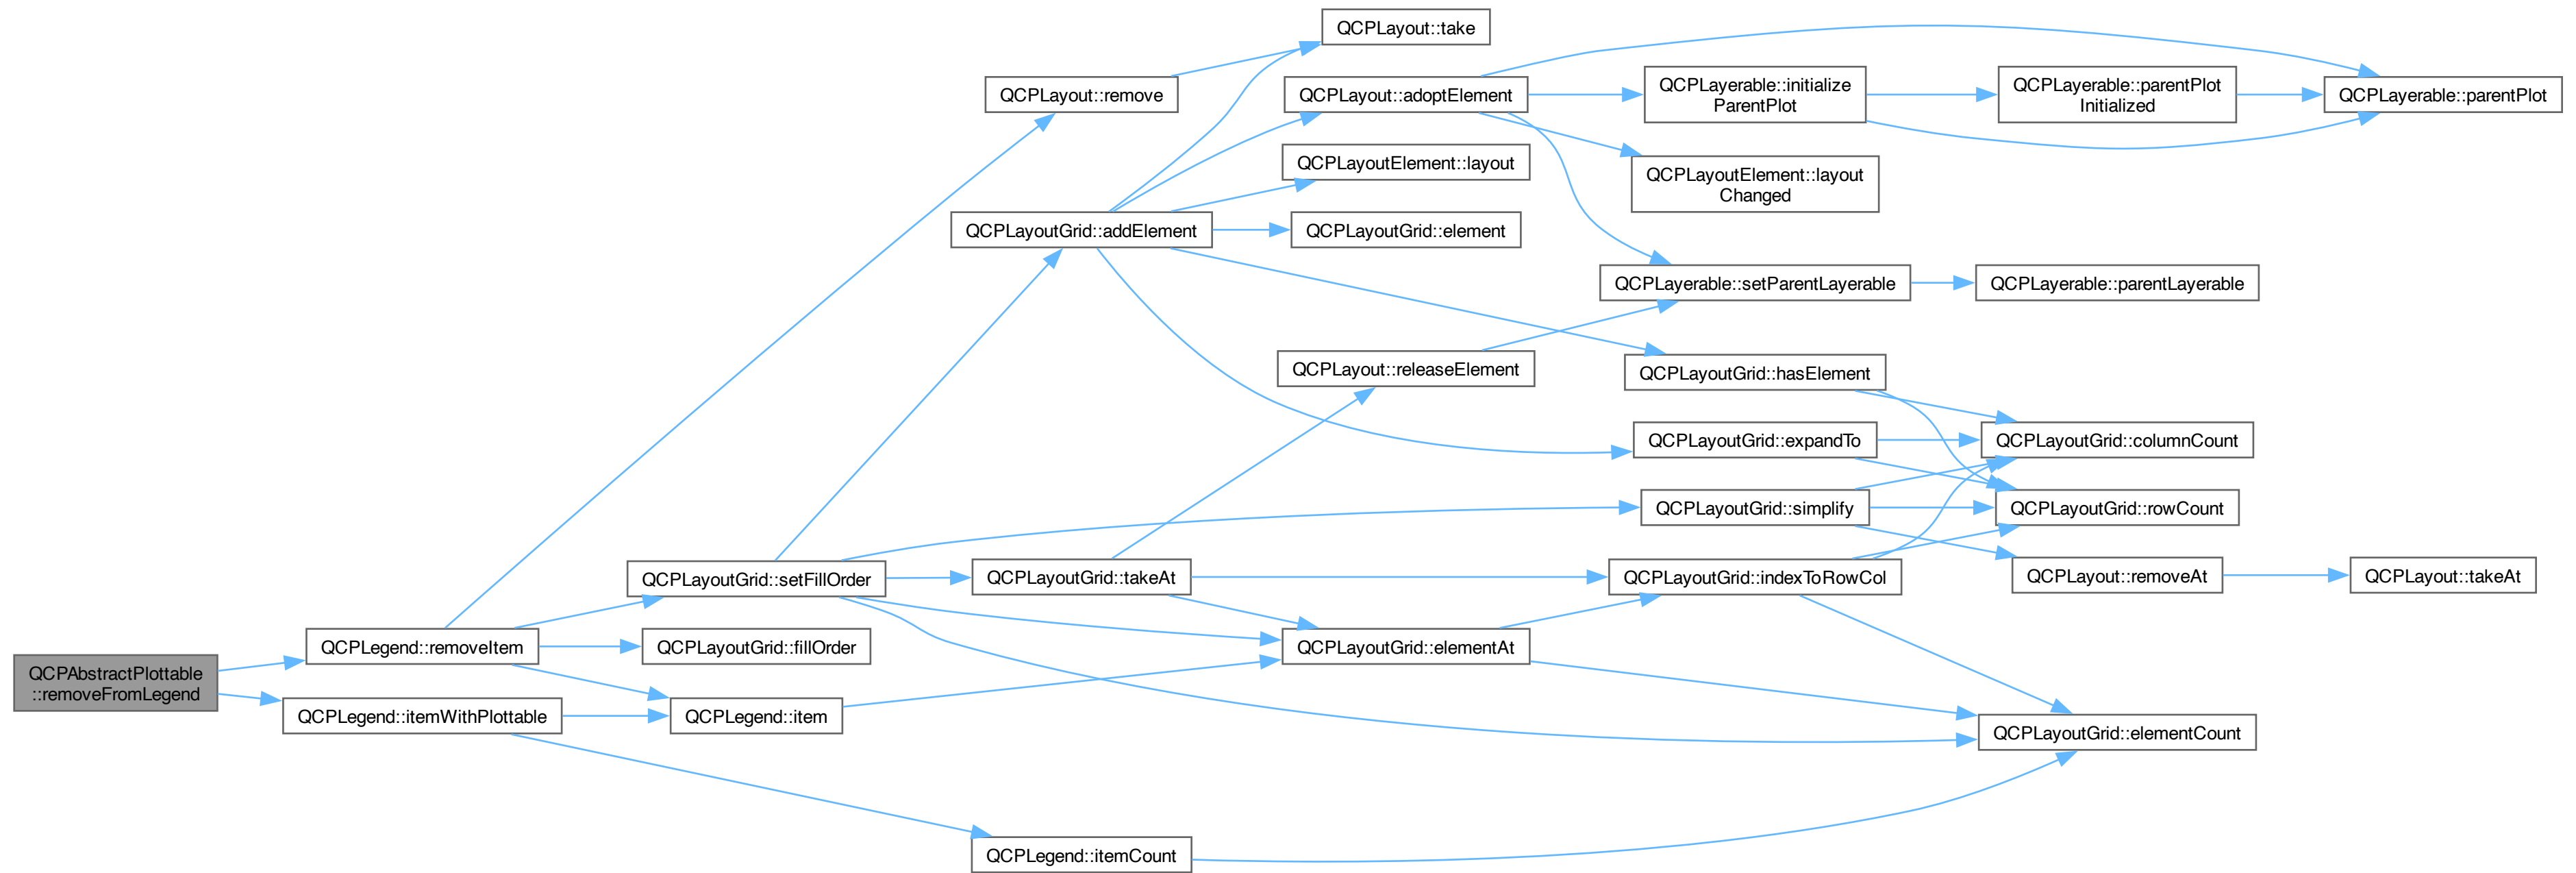 QCPAbstractPlottable
::removeFromLegend
QCPLegend::removeItem
QCPLegend::itemWithPlottable
QCPLayoutGrid::setFillOrder
QCPLayoutGrid::fillOrder
QCPLegend::item
QCPLayout::remove
QCPLayoutGrid::addElement
QCPLayoutGrid::takeAt
QCPLegend::itemCount
QCPLayout::take
QCPLayout::adoptElement
QCPLayoutElement::layout
QCPLayoutGrid::element
QCPLayout::releaseElement
QCPLayoutGrid::elementAt
QCPLayerable::initialize
ParentPlot
QCPLayoutElement::layout
Changed
QCPLayerable::setParentLayerable
QCPLayoutGrid::hasElement
QCPLayoutGrid::expandTo
QCPLayoutGrid::simplify
QCPLayoutGrid::indexToRowCol
QCPLayerable::parentPlot
Initialized
QCPLayerable::parentLayerable
QCPLayoutGrid::columnCount
QCPLayoutGrid::rowCount
QCPLayout::removeAt
QCPLayoutGrid::elementCount
QCPLayerable::parentPlot
QCPLayout::takeAt